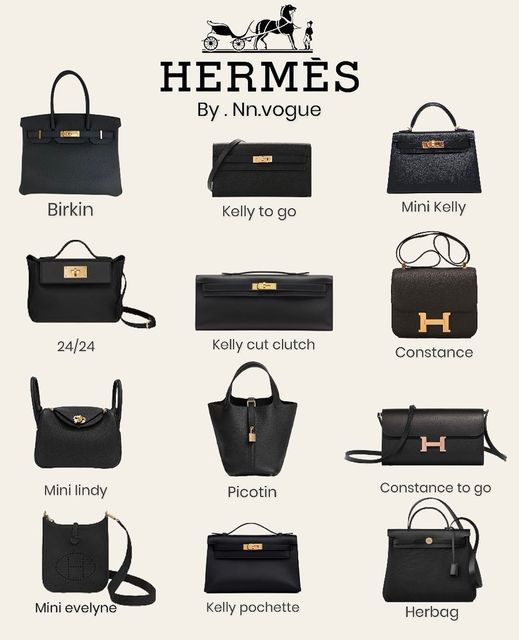 HERMÈS
By . Nn.vogue
Birkin
Kelly to go
Mini Kelly
24/24
Kelly cut clutch
Constance
Mini lindy
Picotin
Constance to go
Mini evelyne
Kelly pochette
Herbag